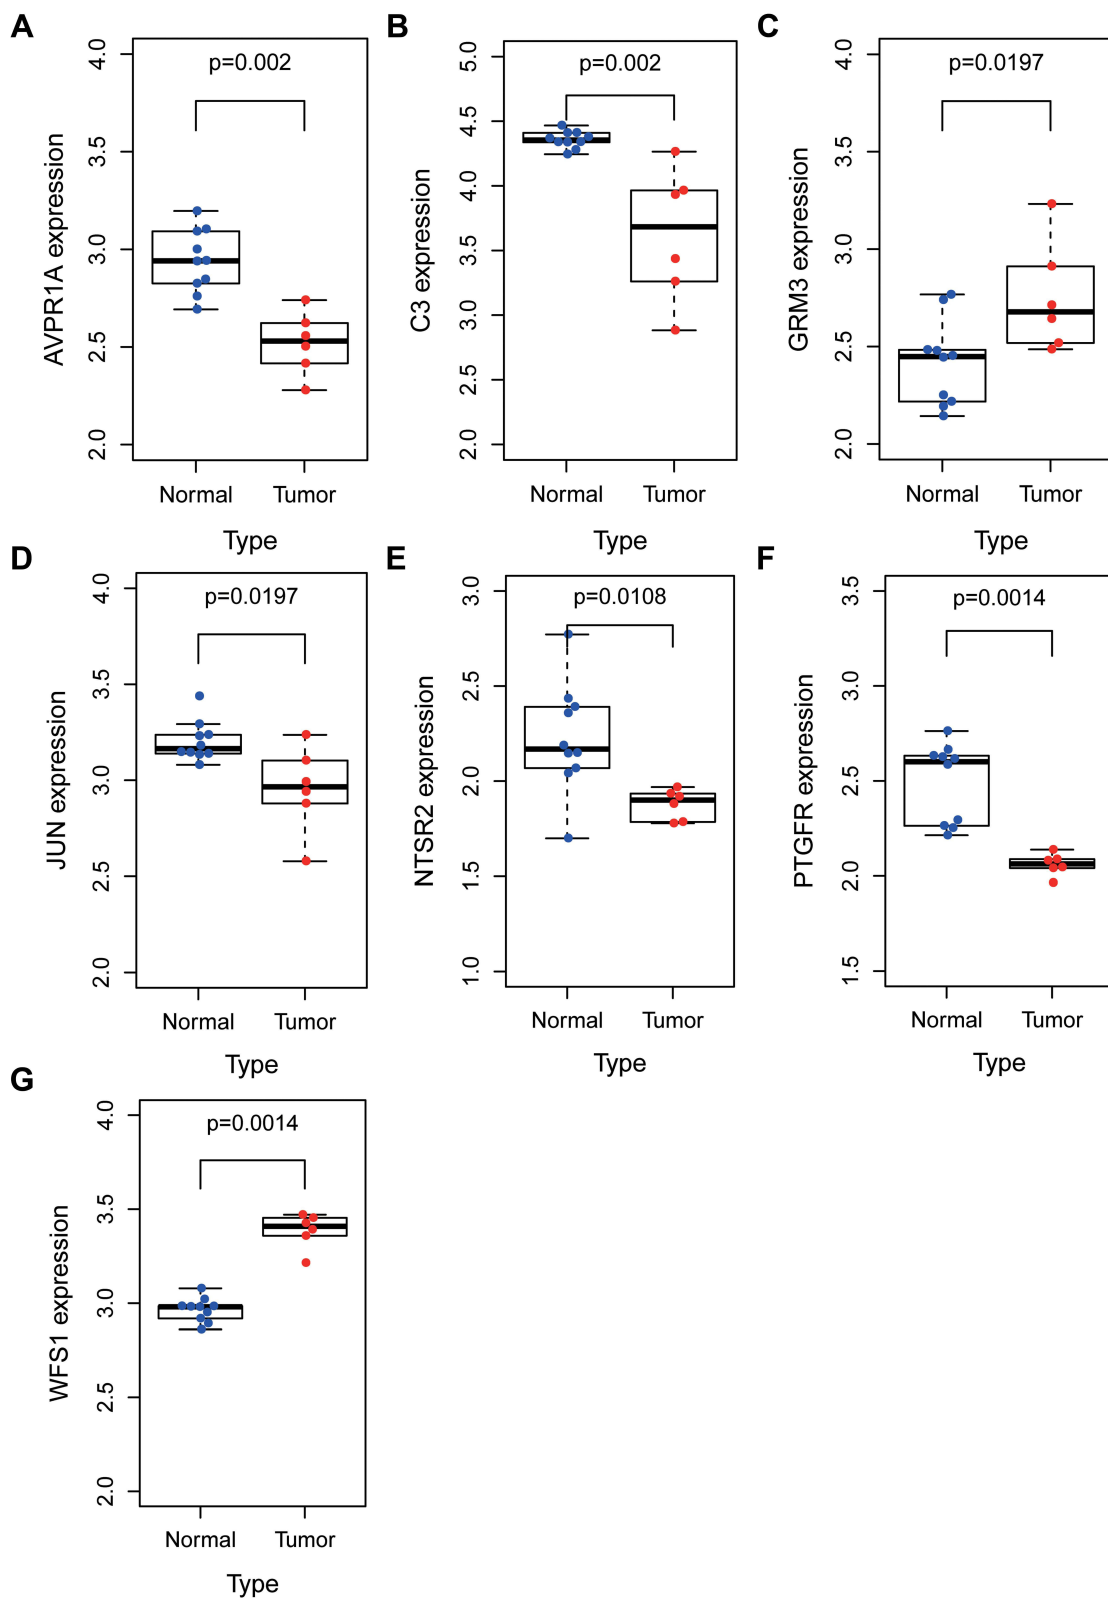 A
B
C
p=0.002
p=0.002
p=0.0197
AVPR1A expression
4.0
3.5
3.0
2.5
2.0
C3 expression
5.0
4.5
4.0
3.5
3.0
2.5
2.0
GRM3 expression
4.0
3.5
3.0
2.5
2.0
Normal Tumor
Normal Tumor
Normal Tumor
Type
Type
Type
D
E
F
p=0.0197
p=0.0108
p=0.0014
JUN expression
4.0
3.5
3.0
2.5
2.0
NTSR2 expression
3.0
2.5
2.0
1.5
1.0
PTGFR expression
3.5
3.0
2.5
2.0
1.5
Normal Tumor
Normal Tumor
Normal Tumor
Type
Type
Type
G
p=0.0014
WFS1 expression
4.0
3.5
3.0
2.5
2.0
Normal Tumor
Type